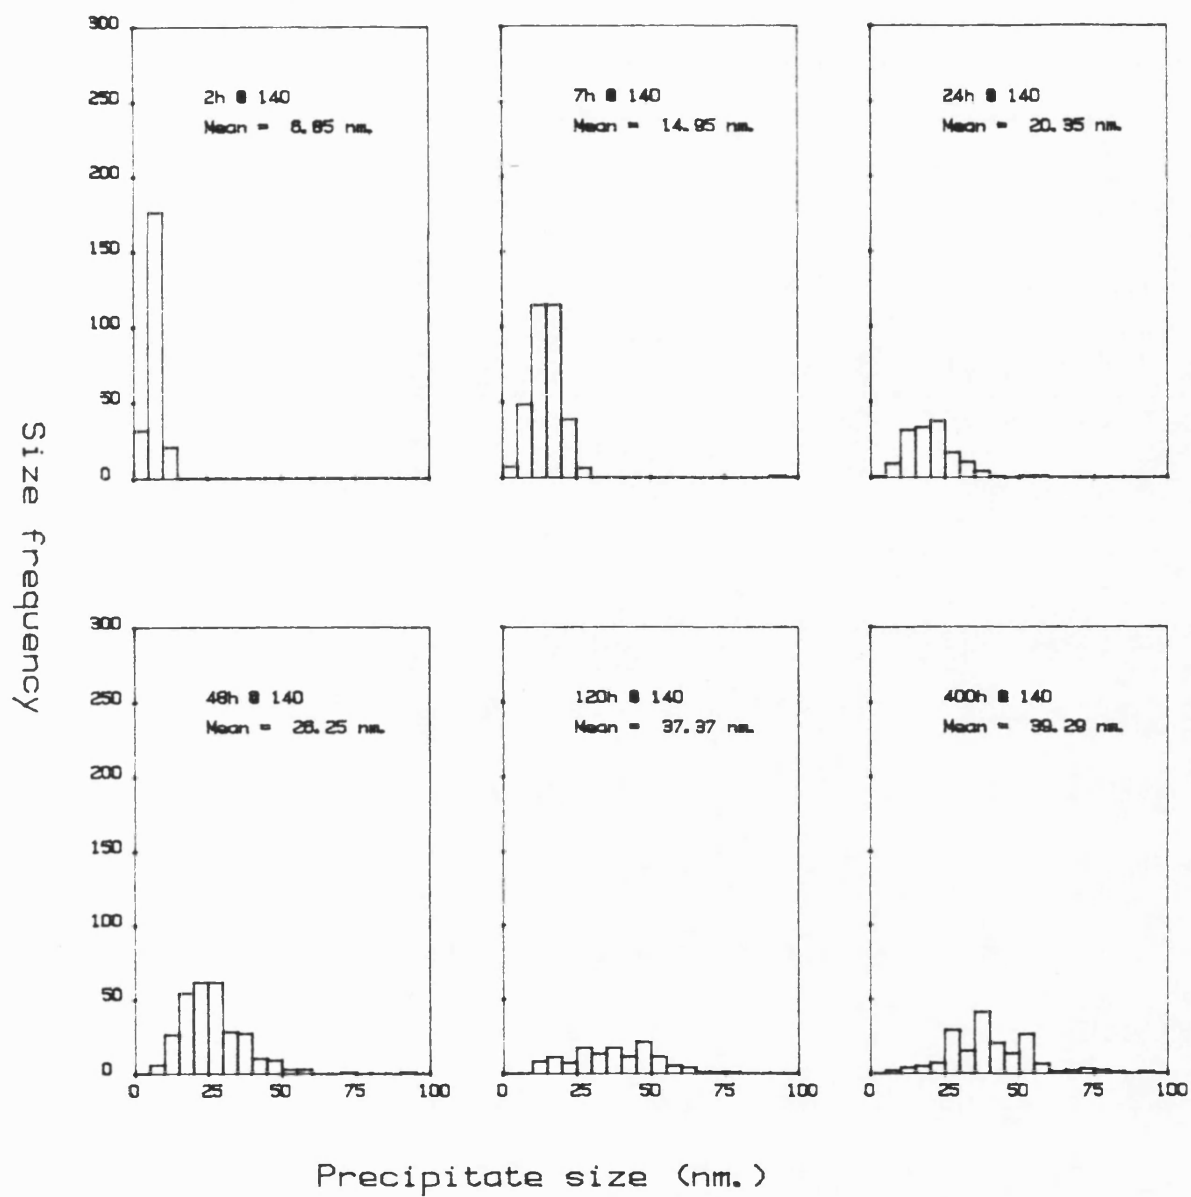 300
250
200
150
100
50
0
2h @ 140
Mean = 6.85 nm.
7h @ 140
Mean = 14.95 nm.
24h @ 140
Mean = 20.35 nm.
Size frequency
300
250
200
150
100
50
0
48h @ 140
Mean = 26.25 nm.
120h @ 140
Mean = 37.37 nm.
400h @ 140
Mean = 39.29 nm.
0 25 50 75 100
0 25 50 75 100
0 25 50 75 100
Precipitate size (nm.)